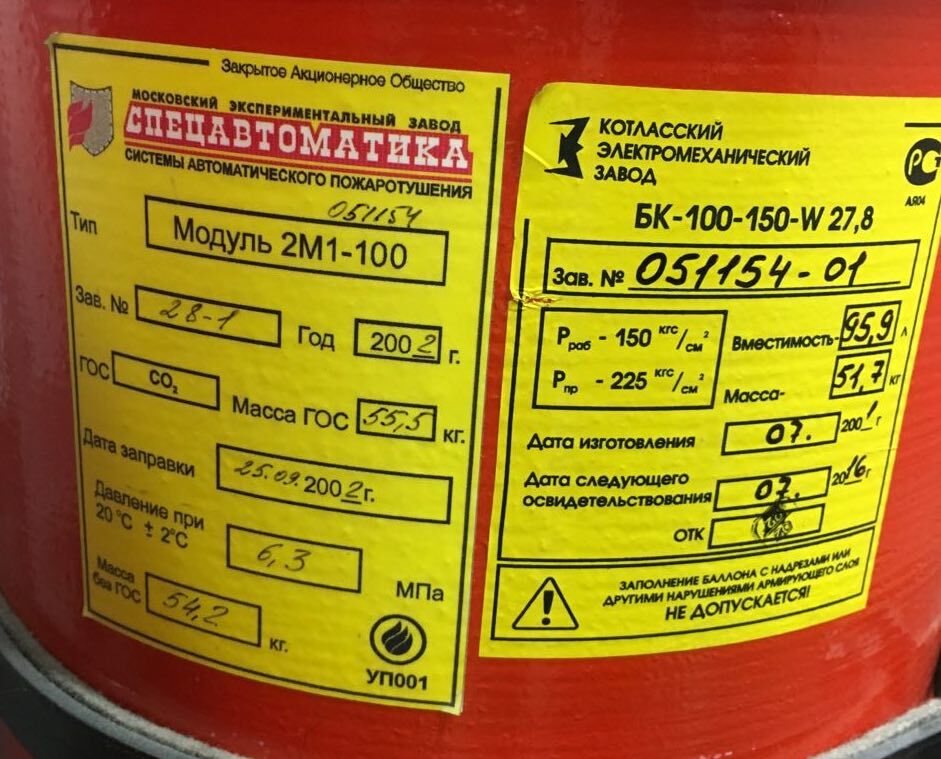 Закрытое Акционерное Общество
МОСКОВСКИЙ ЭКСПЕРИМЕНТАЛЬНЫЙ ЗАВОД
СПЕЦАВТОМАТИКА
СИСТЕМЫ АВТОМАТИЧЕСКОГО ПОЖАРОТУШЕНИЯ
051154
Тип Модуль 2М1-100
Зав. № 28-1 Год 2002 г.
ГОС CO₂ Масса ГОС 55,5 кг.
Дата заправки 25.09.2002г.
Давление при
20 °С ± 2°С 6,3 МПа
Масса
без ГОС 54,2 кг.
УП001
КОТЛАССКИЙ
ЭЛЕКТРОМЕХАНИЧЕСКИЙ
ЗАВОД
РСТ
АЯ04
БК-100-150-W 27,8
Зав. № 051154-01
Pраб - 150 кгс/см² Вместимость- 95,9 л
Pпр - 225 кгс/см² Масса- 51,7 кг
Дата изготовления 07. 2001 г
Дата следующего
освидетельствования 07. 2016 г
ОТК
ЗАПОЛНЕНИЕ БАЛЛОНА С НАДРЕЗАМИ ИЛИ
ДРУГИМИ НАРУШЕНИЯМИ АРМИРУЮЩЕГО СЛОЯ
НЕ ДОПУСКАЕТСЯ!